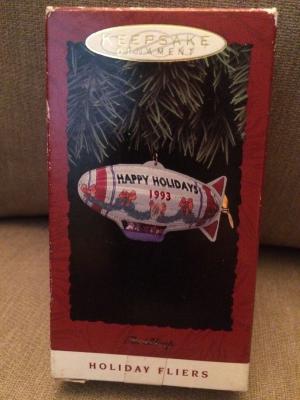 KEEPSAKE
ORNAMENT
HAPPY HOLIDAYS
1993
HOLIDAY FLIERS